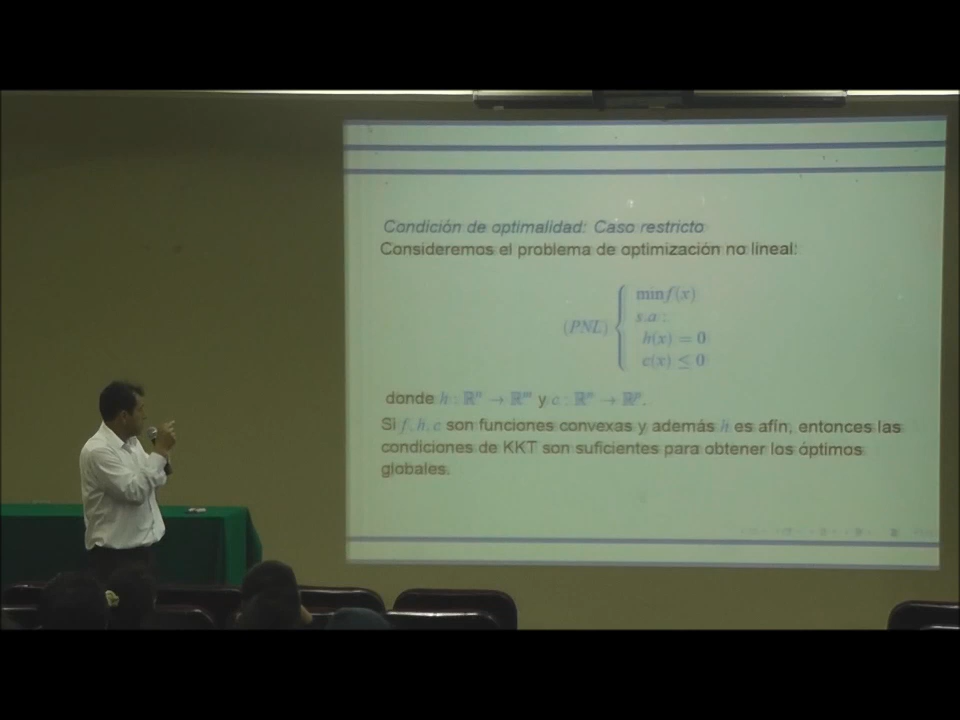 Condición de optimalidad: Caso restricto
Consideremos el problema de optimización no lineal:
(PNL) { min f(x)
s.a :
h(x) = 0
c(x) ≤ 0
donde h : ℝⁿ → ℝᵐ y c : ℝⁿ → ℝᵖ.
Si f, h, c son funciones convexas y además h es afín, entonces las
condiciones de KKT son suficientes para obtener los óptimos
globales.